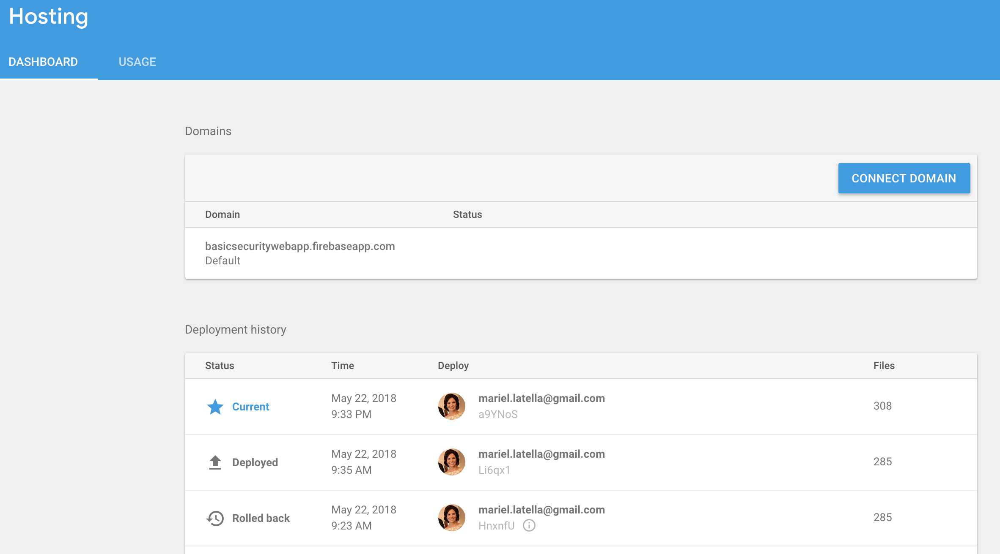 Hosting
DASHBOARD USAGE
Domains
CONNECT DOMAIN
Domain Status
basicsecuritywebapp.firebaseapp.com
Default
Deployment history
Status Time Deploy Files
Current May 22, 2018 9:33 PM mariel.latella@gmail.com a9YNoS 308
Deployed May 22, 2018 9:35 AM mariel.latella@gmail.com Li6qx1 285
Rolled back May 22, 2018 9:23 AM mariel.latella@gmail.com HnxnfU 285